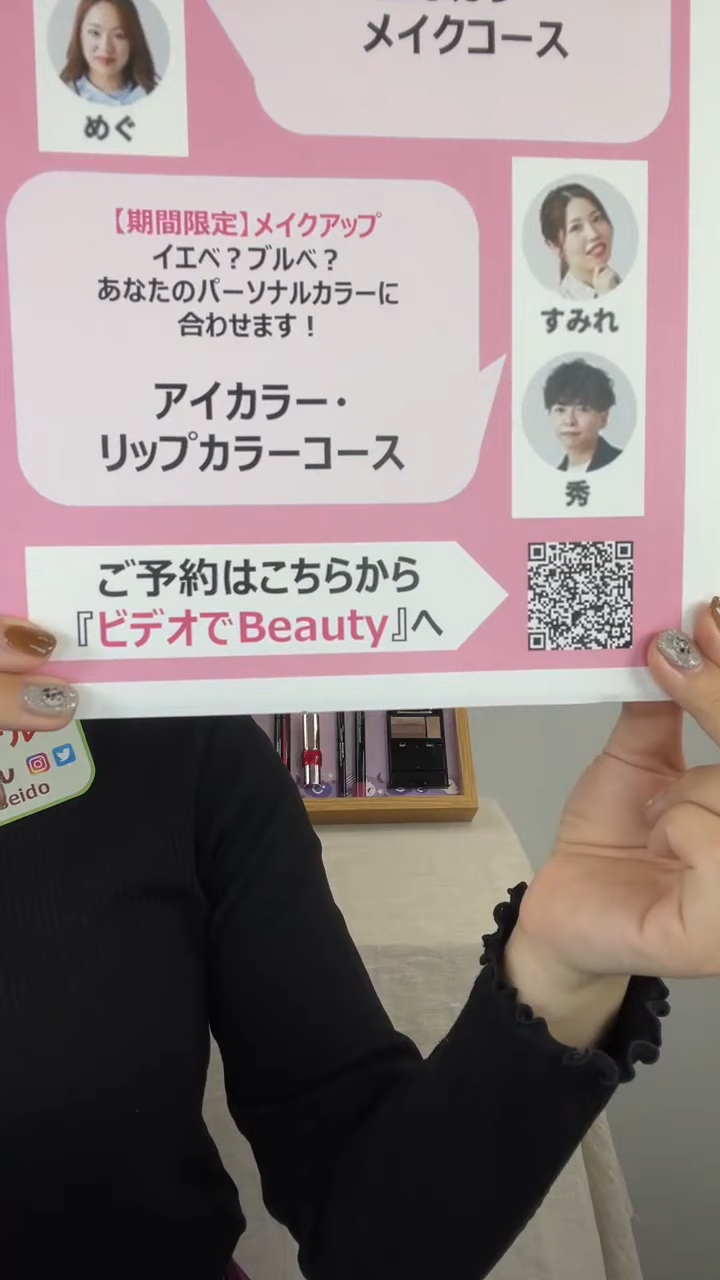 メイクコース
めぐ
【期間限定】メイクアップ
イエベ？ブルベ？
あなたのパーソナルカラーに
合わせます！
アイカラー・
リップカラーコース
すみれ
秀
ご予約はこちらから
『ビデオでBeauty』へ